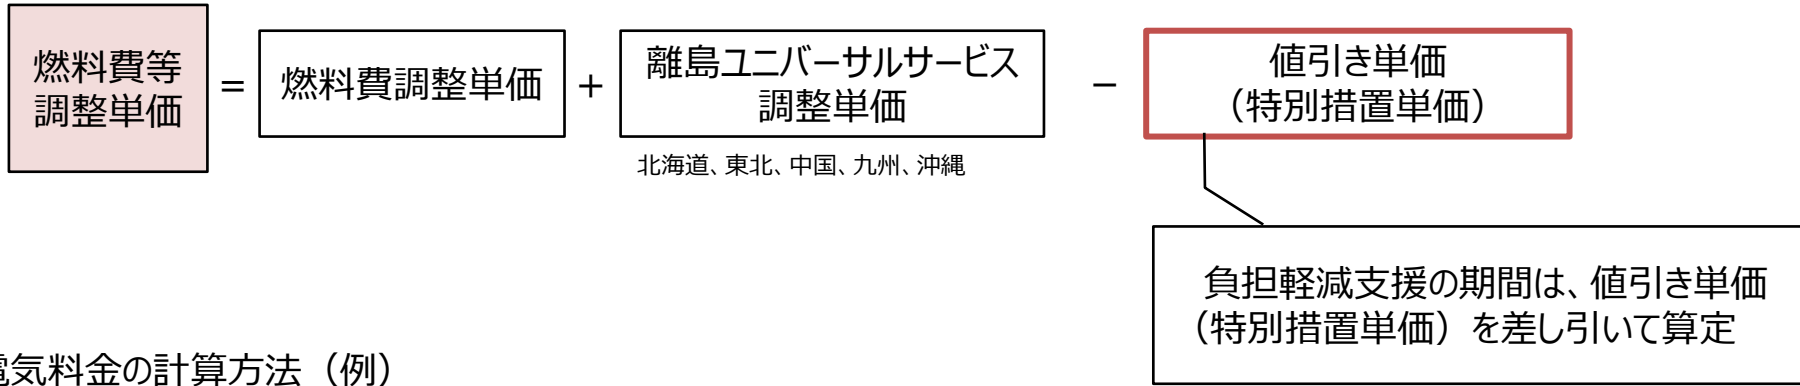 燃料費等
調整単価
=
燃料費調整単価
+
離島ユニバーサルサービス
調整単価
−
値引き単価
（特別措置単価）
北海道、東北、中国、九州、沖縄
負担軽減支援の期間は、値引き単価
（特別措置単価）を差し引いて算定
電気料金の計算方法（例）